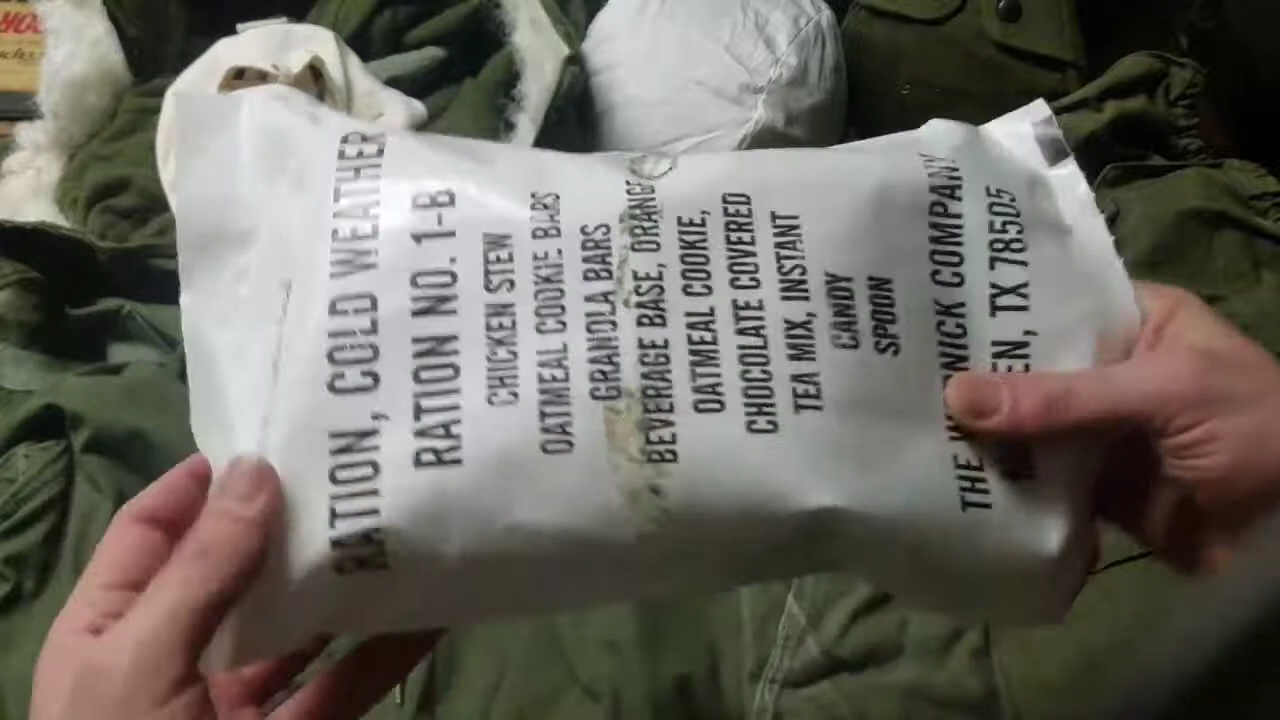 RATION, COLD WEATHER
RATION NO. 1-B
CHICKEN STEW
OATMEAL COOKIE BARS
GRANOLA BARS
BEVERAGE BASE, ORANGE
OATMEAL COOKIE,
CHOCOLATE COVERED
TEA MIX, INSTANT
CANDY
SPOON
THE COMPANY
TX 78505